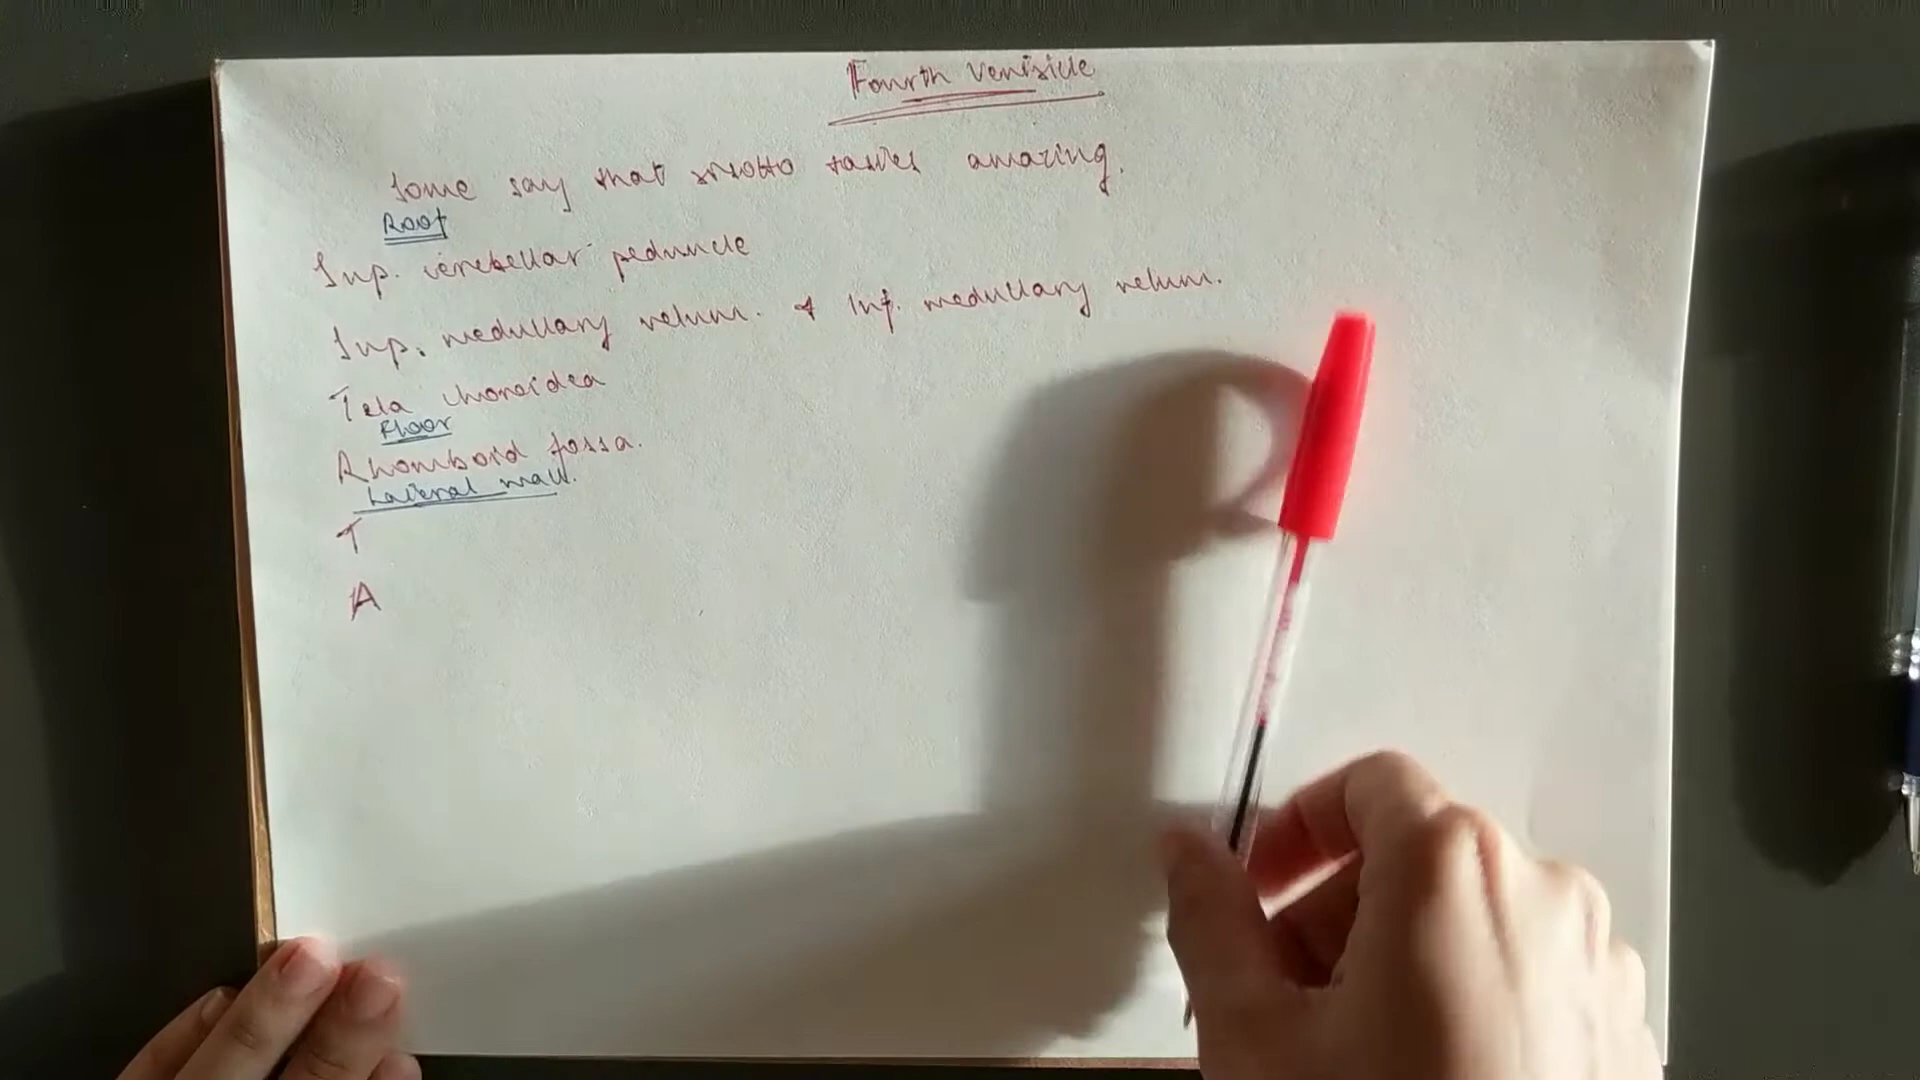 Fourth Ventricle
Some say that risotto tastes amazing.
Roof
Sup. cerebellar peduncle
Sup. medullary velum. & Inf. medullary velum.
Tela choroidea
Floor
Rhomboid fossa.
Lateral wall.
T
A